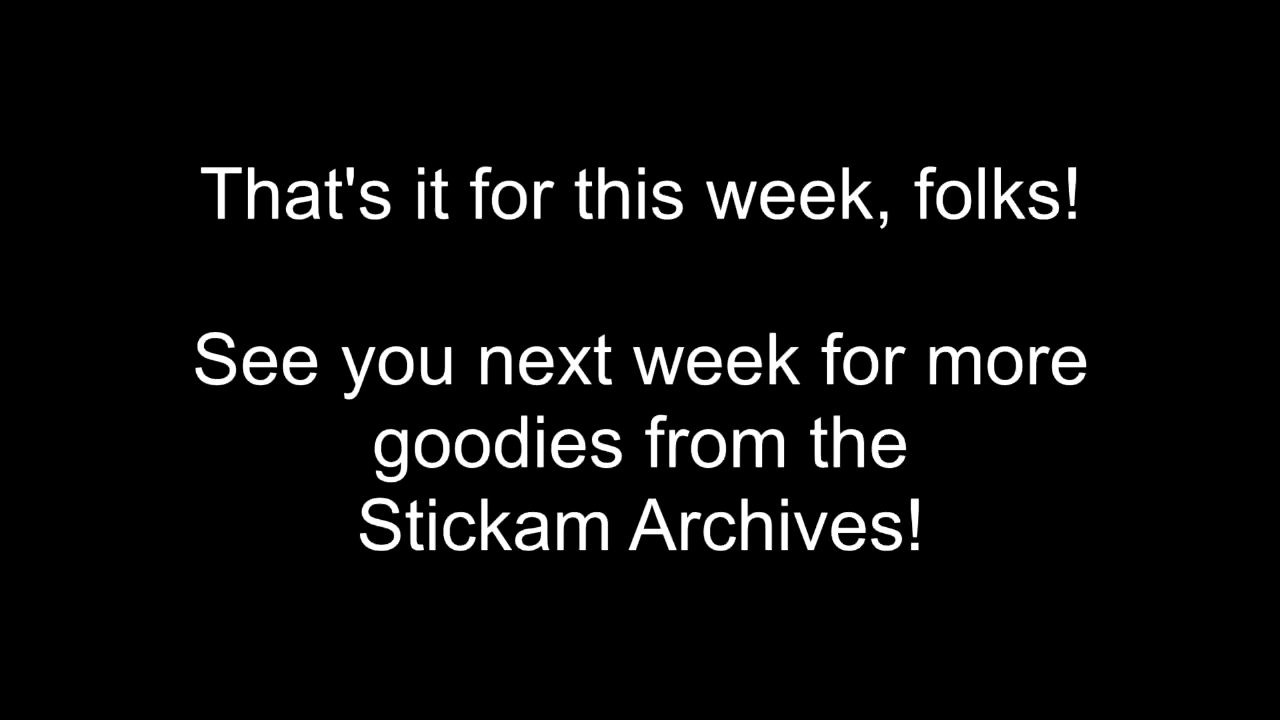 That's it for this week, folks!
See you next week for more
goodies from the
Stickam Archives!